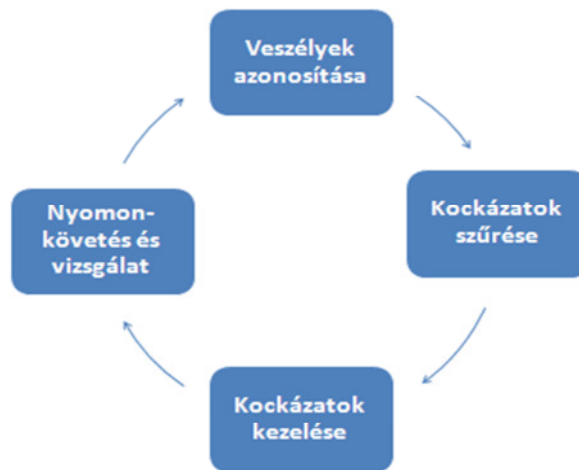 Veszélyek
azonosítása
Kockázatok
szűrése
Kockázatok
kezelése
Nyomon-
követés és
vizsgálat